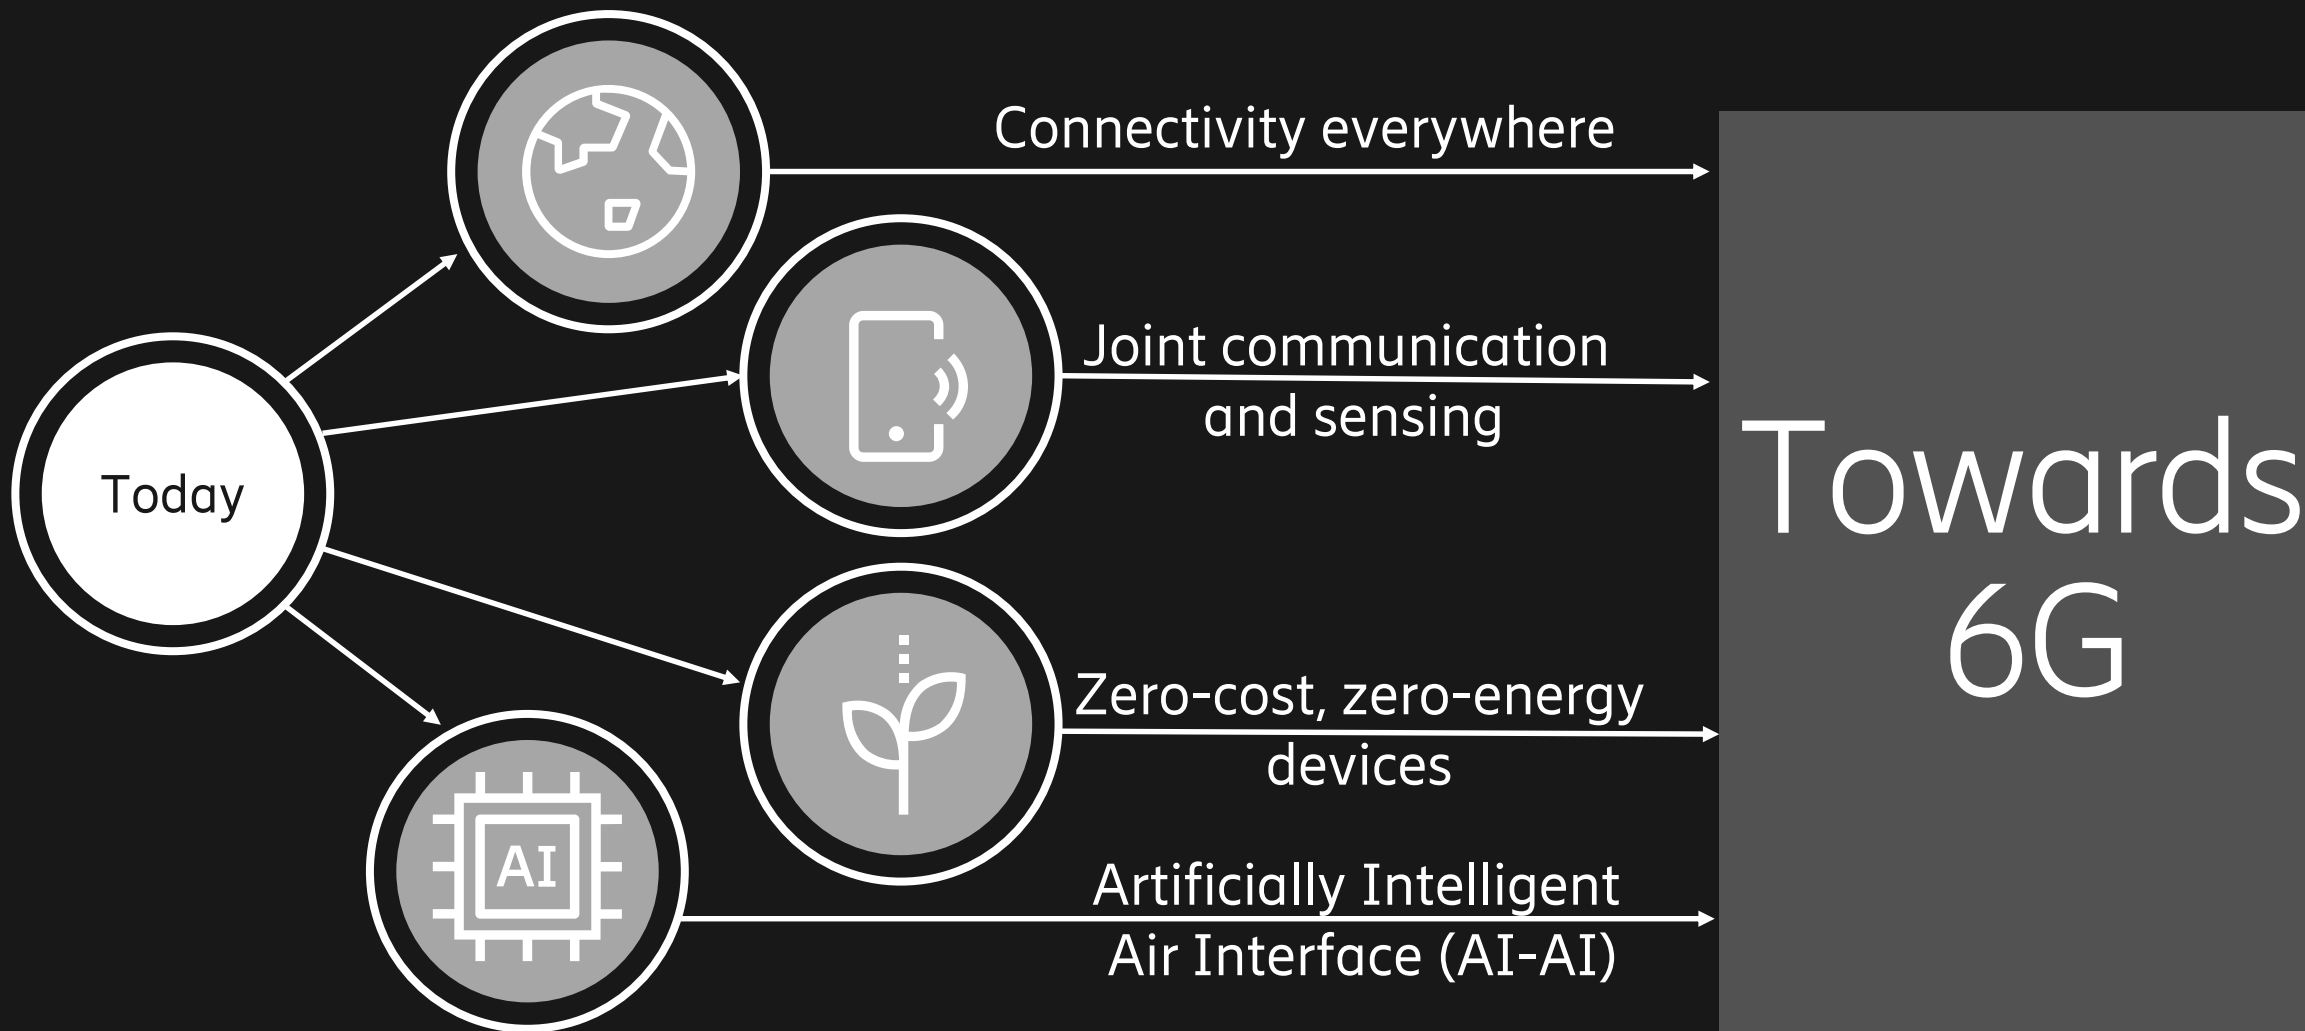 Connectivity everywhere
Joint communication
and sensing
Today
Towards
6G
Zero-cost, zero-energy
devices
AI
Artificially Intelligent
Air Interface (AI-AI)